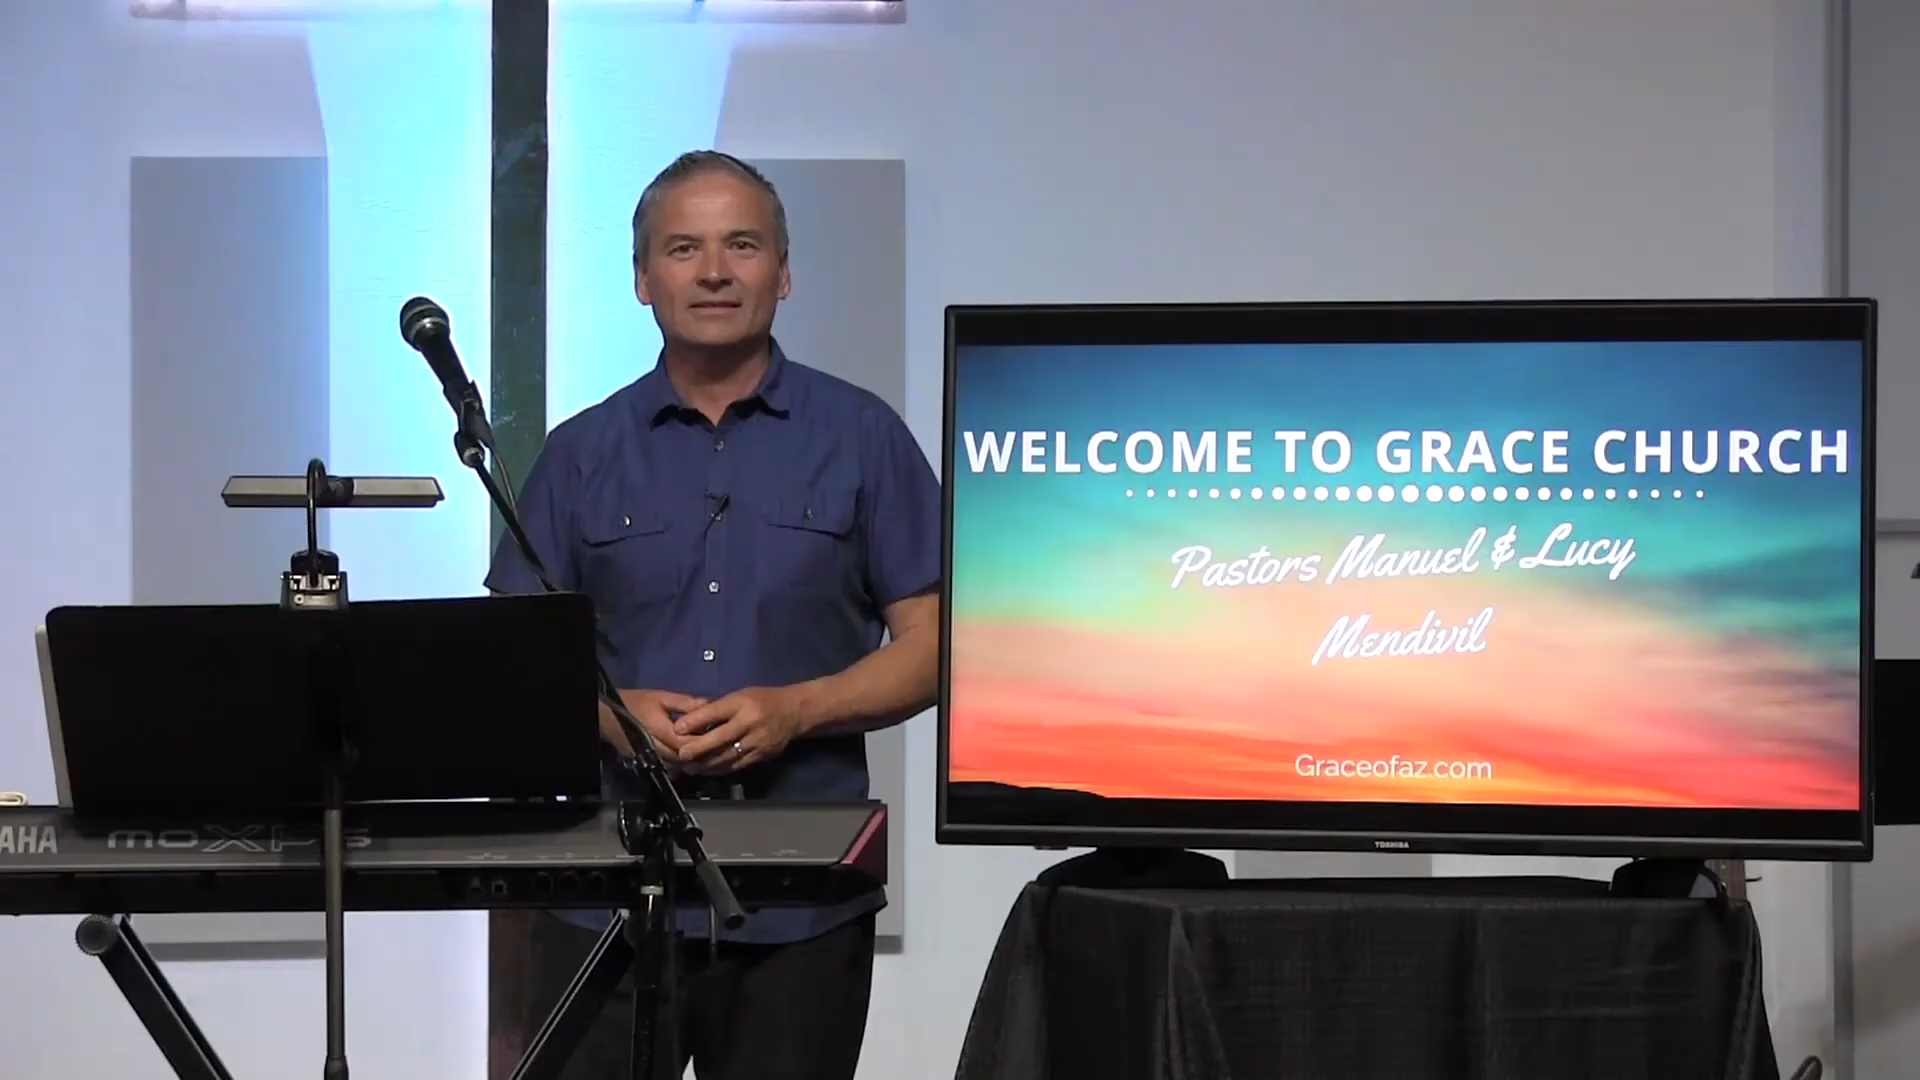 WELCOME TO GRACE CHURCH
Pastors Manuel & Lucy
Mendivil
Graceofaz.com
TOSHIBA
AHA moXF6